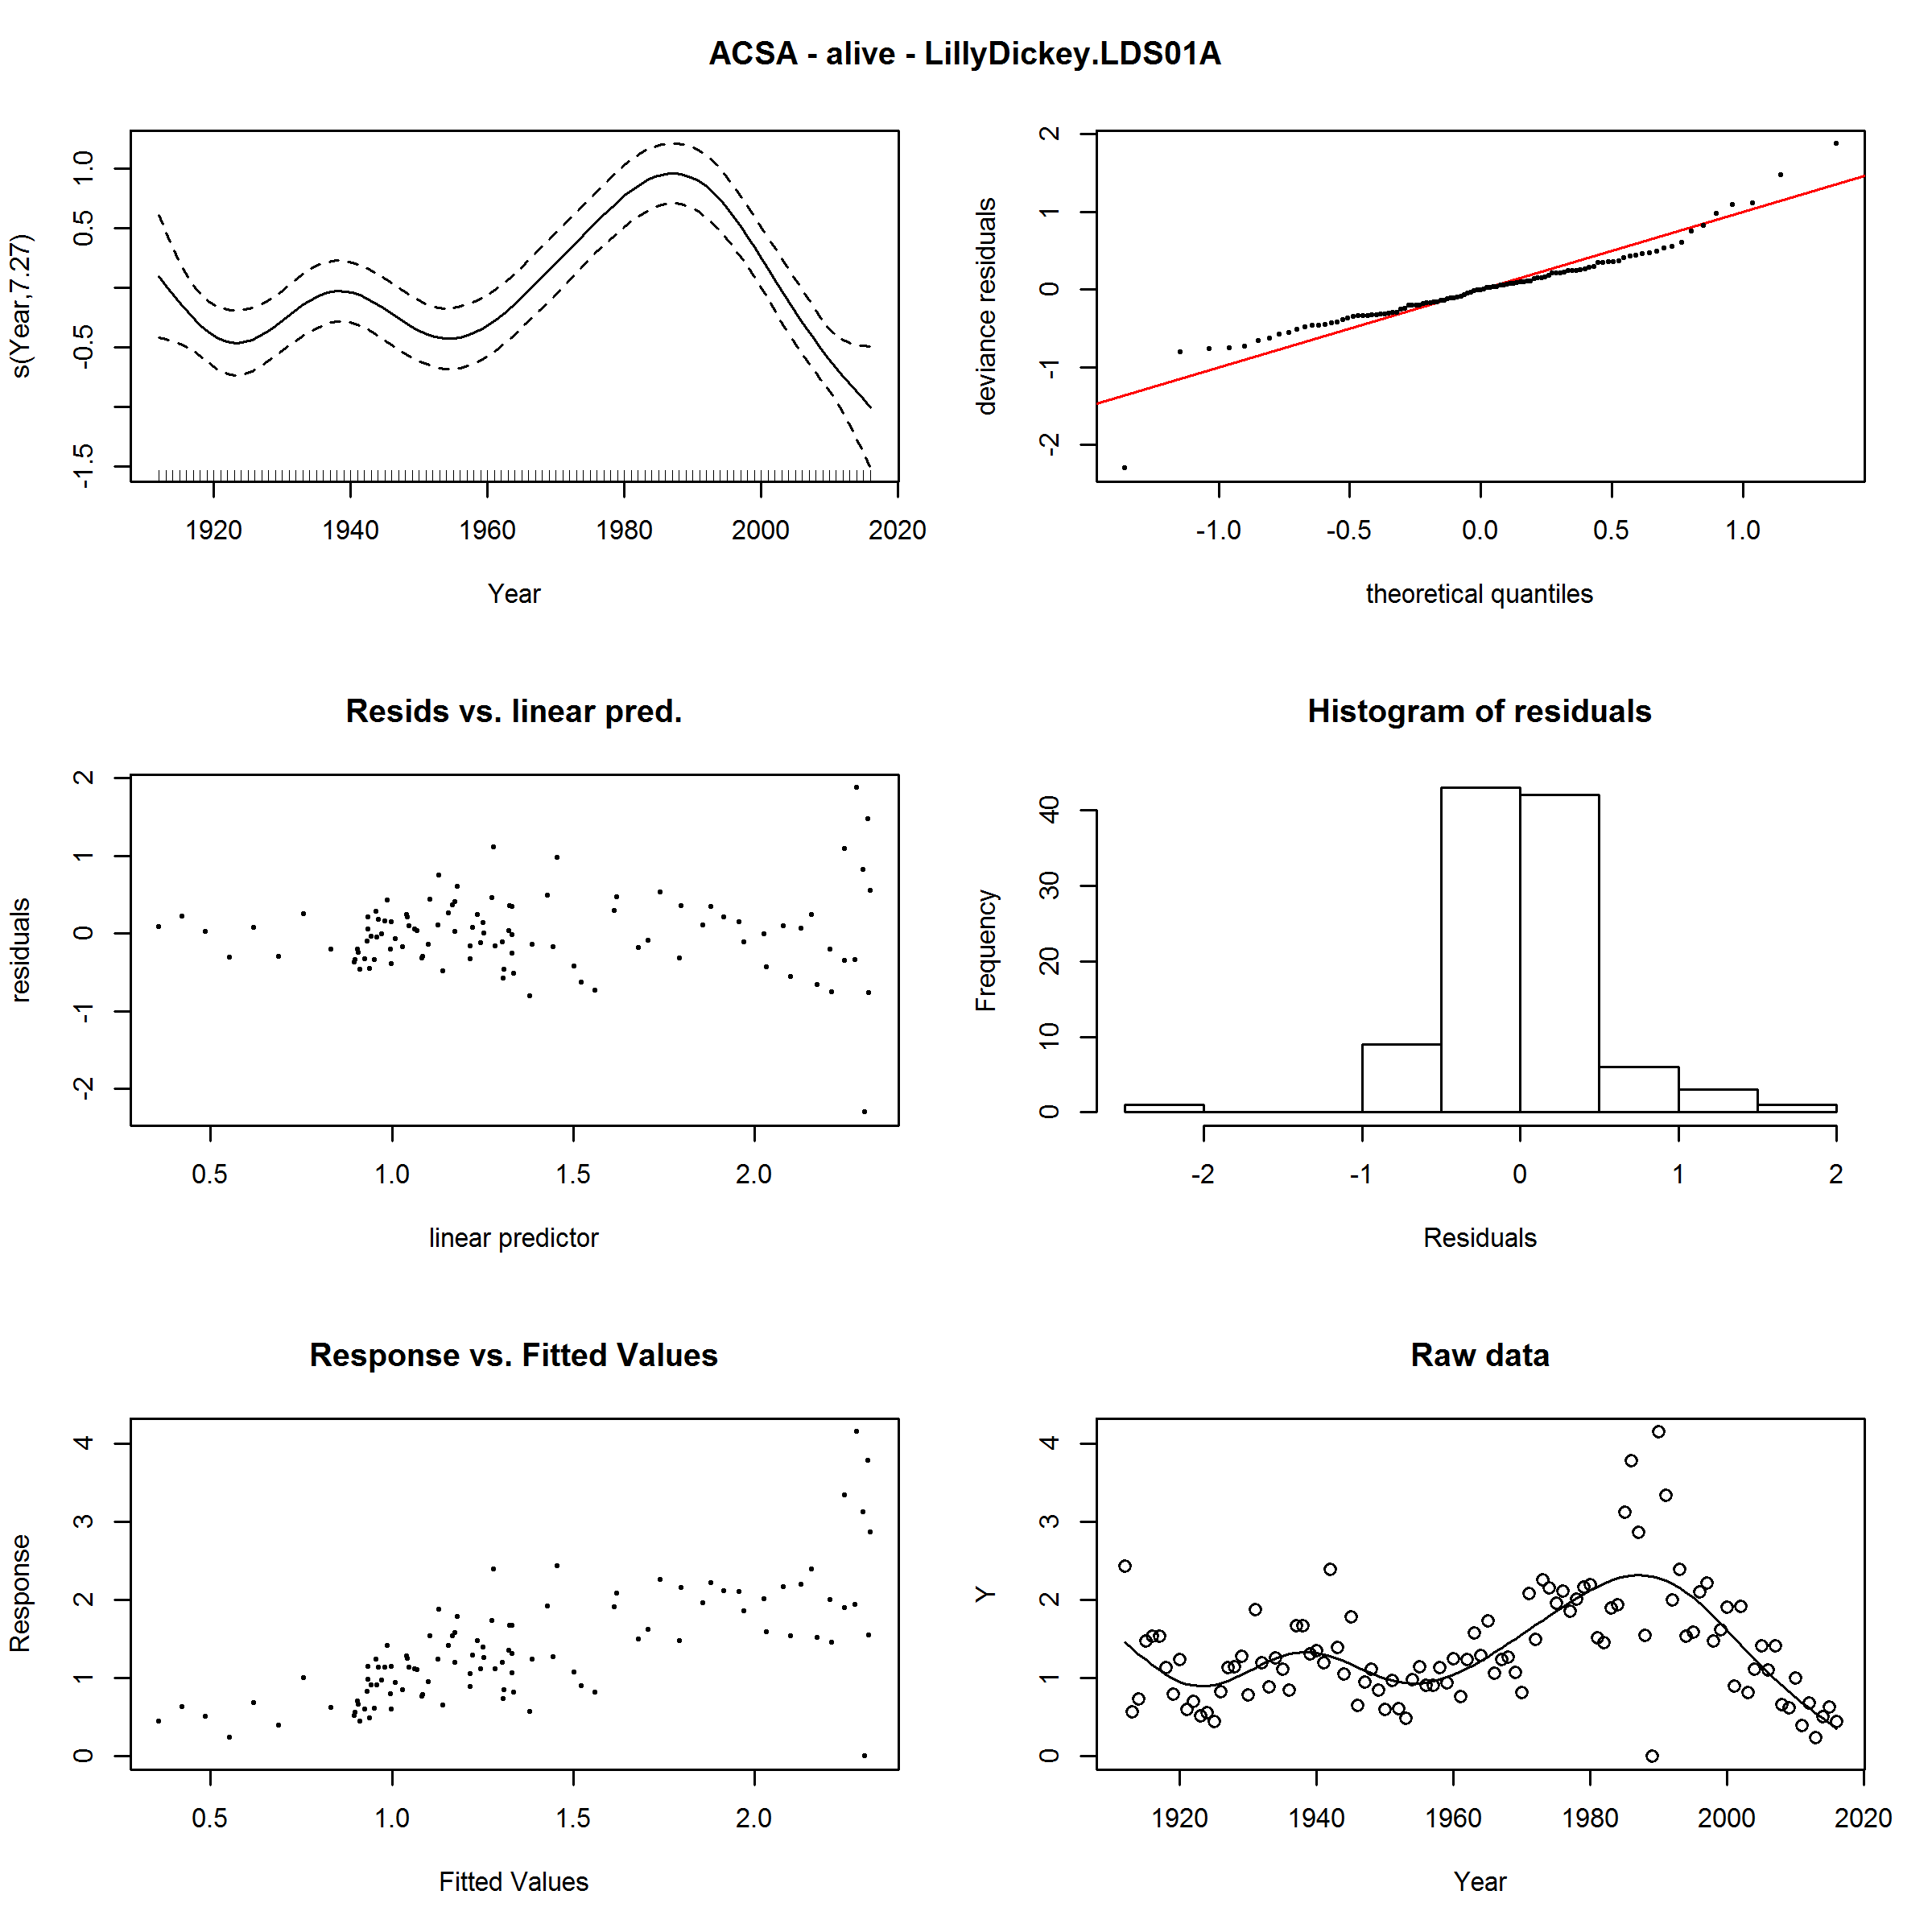 ACSA - alive - LillyDickey.LDS01A
s(Year,7.27)
-1.5 -0.5 0.5 1.0
1920 1940 1960 1980 2000 2020
Year
deviance residuals
-2 -1 0 1 2
-1.0 -0.5 0.0 0.5 1.0
theoretical quantiles
Resids vs. linear pred.
residuals
-2 -1 0 1 2
0.5 1.0 1.5 2.0
linear predictor
Histogram of residuals
Frequency
0 10 20 30 40
-2 -1 0 1 2
Residuals
Response vs. Fitted Values
Response
0 1 2 3 4
0.5 1.0 1.5 2.0
Fitted Values
Raw data
Y
0 1 2 3 4
1920 1940 1960 1980 2000 2020
Year